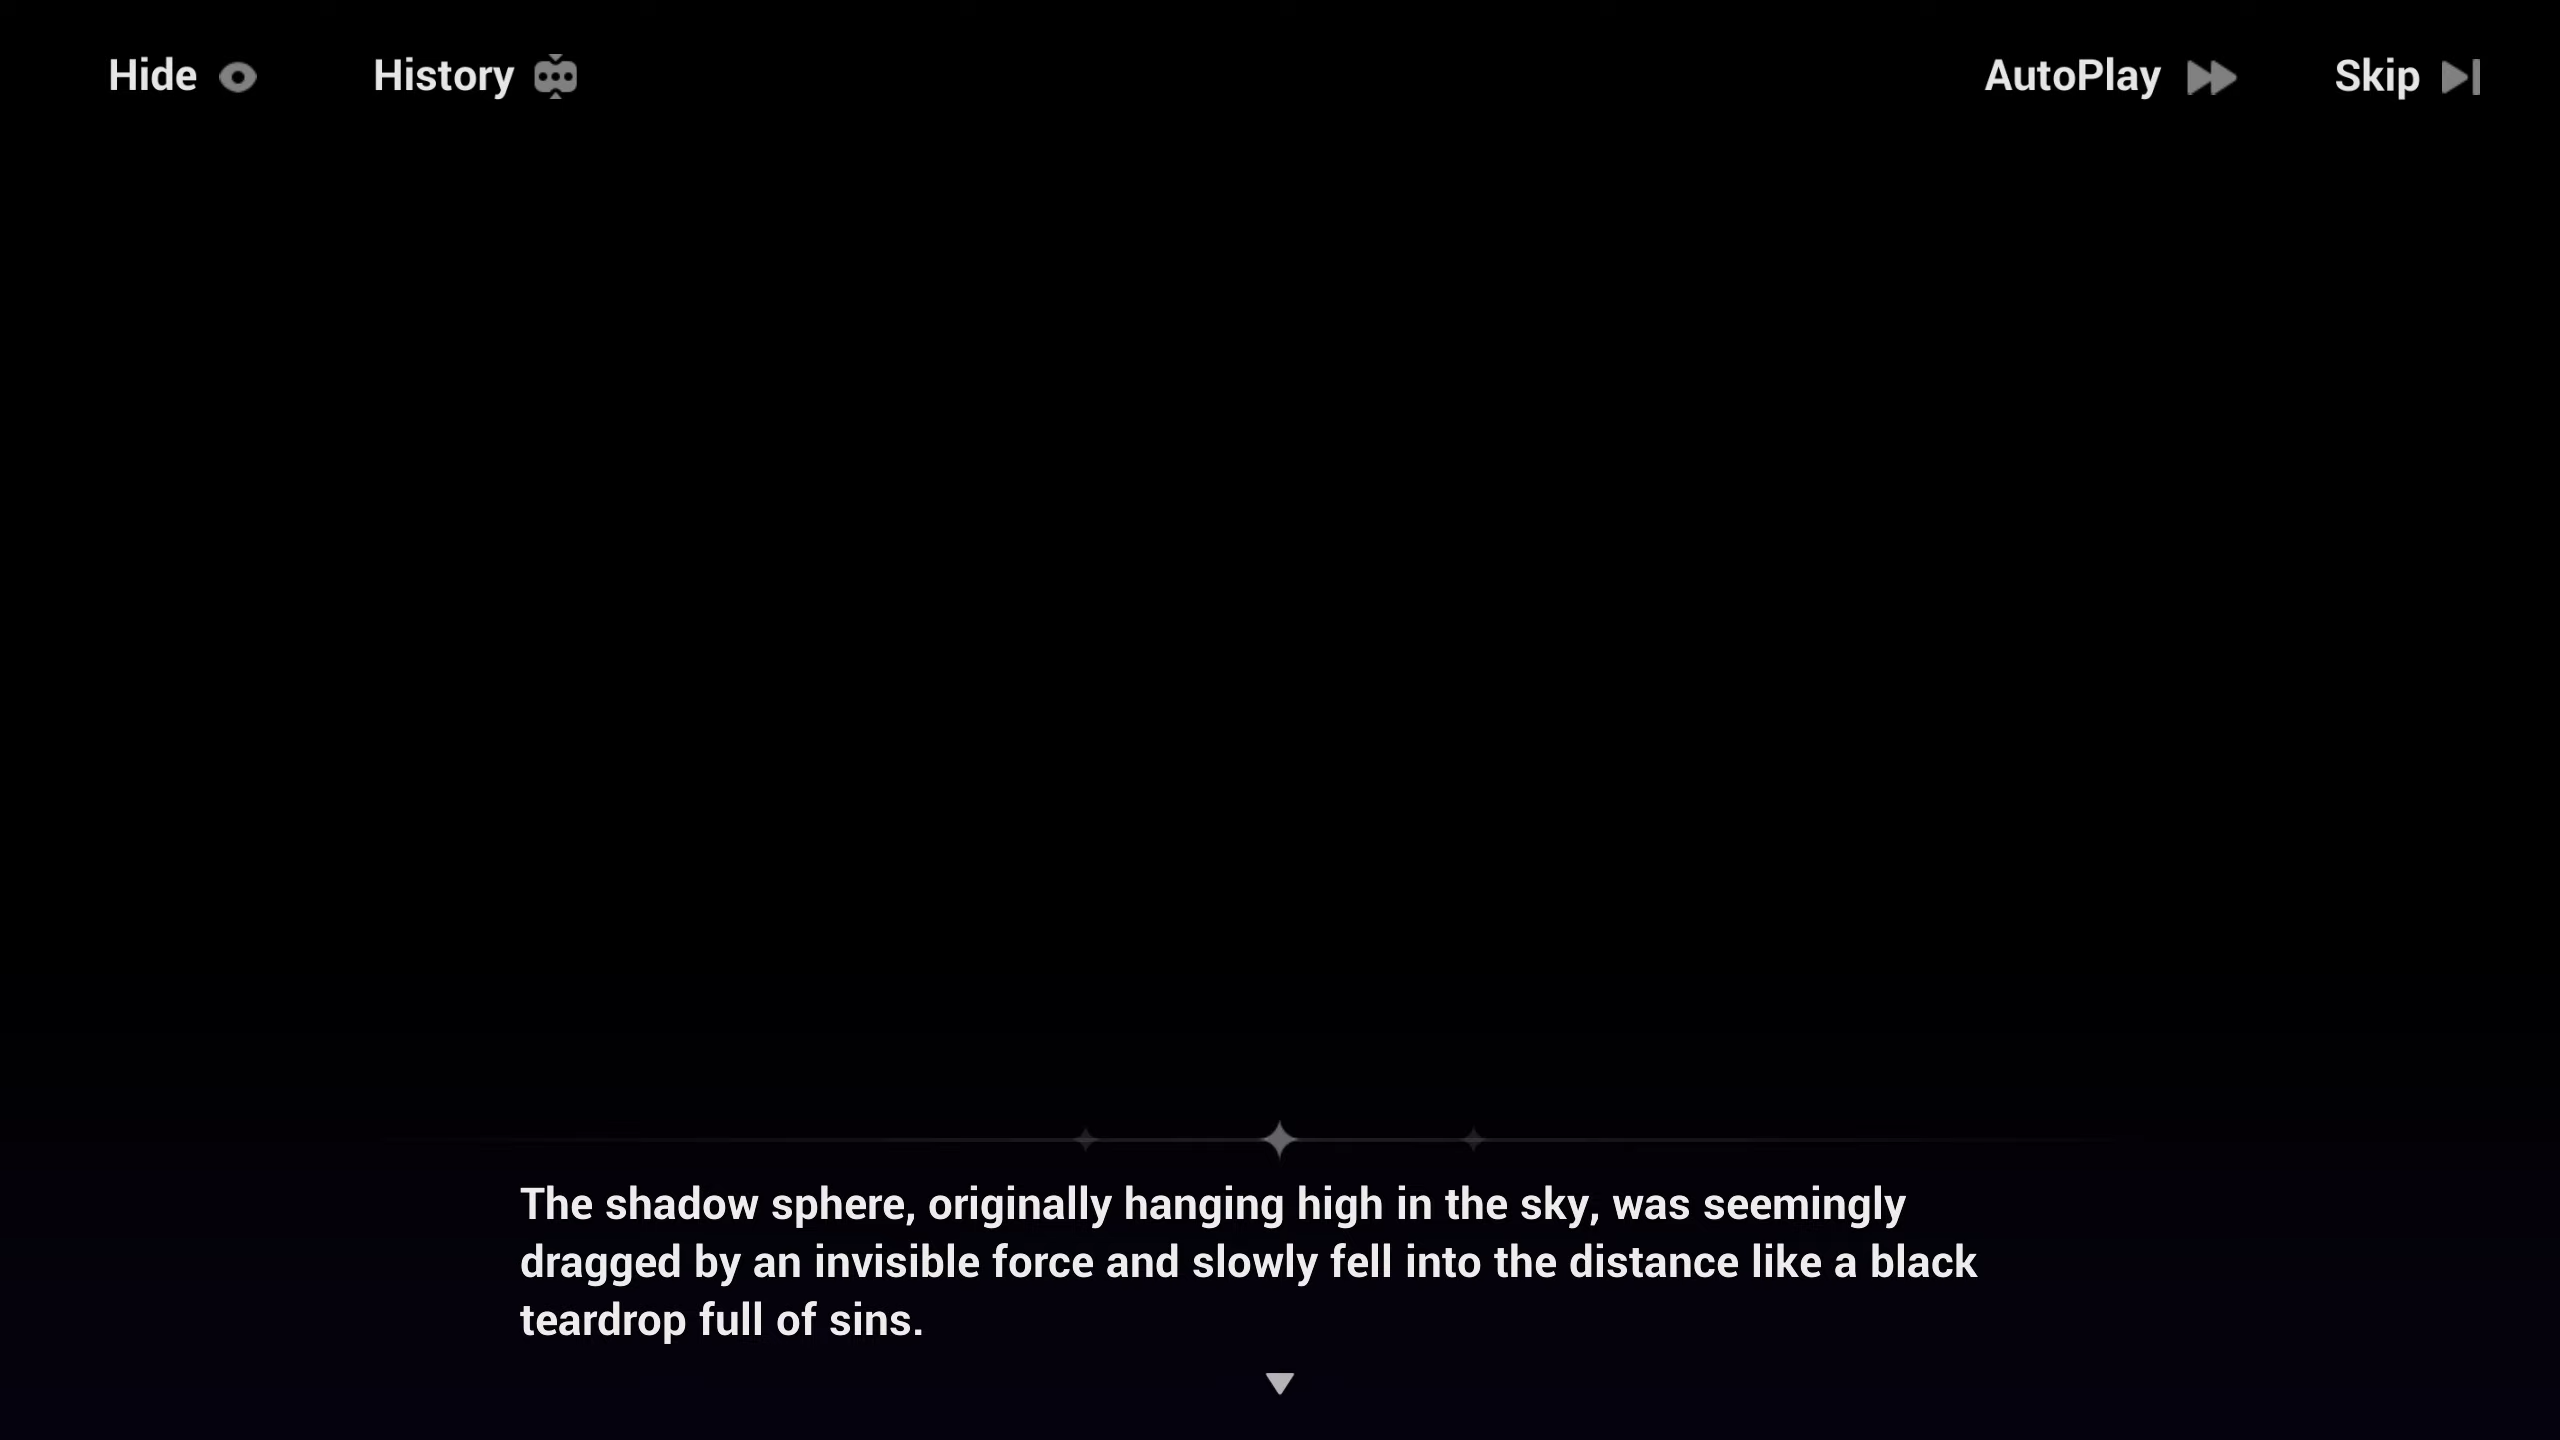 Hide
History
AutoPlay
Skip
The shadow sphere, originally hanging high in the sky, was seemingly
dragged by an invisible force and slowly fell into the distance like a black
teardrop full of sins.